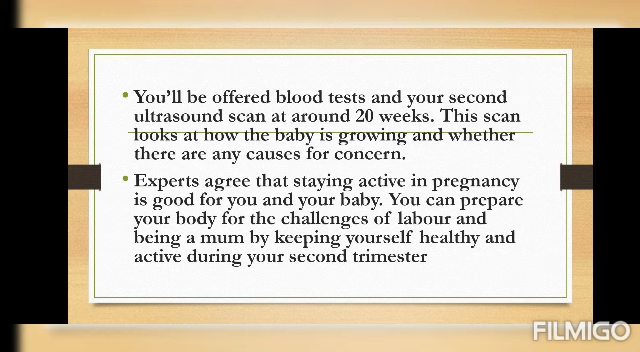 • You'll be offered blood tests and your second
ultrasound scan at around 20 weeks. This scan
looks at how the baby is growing and whether
there are any causes for concern.
• Experts agree that staying active in pregnancy
is good for you and your baby. You can prepare
your body for the challenges of labour and
being a mum by keeping yourself healthy and
active during your second trimester
FILMIGO